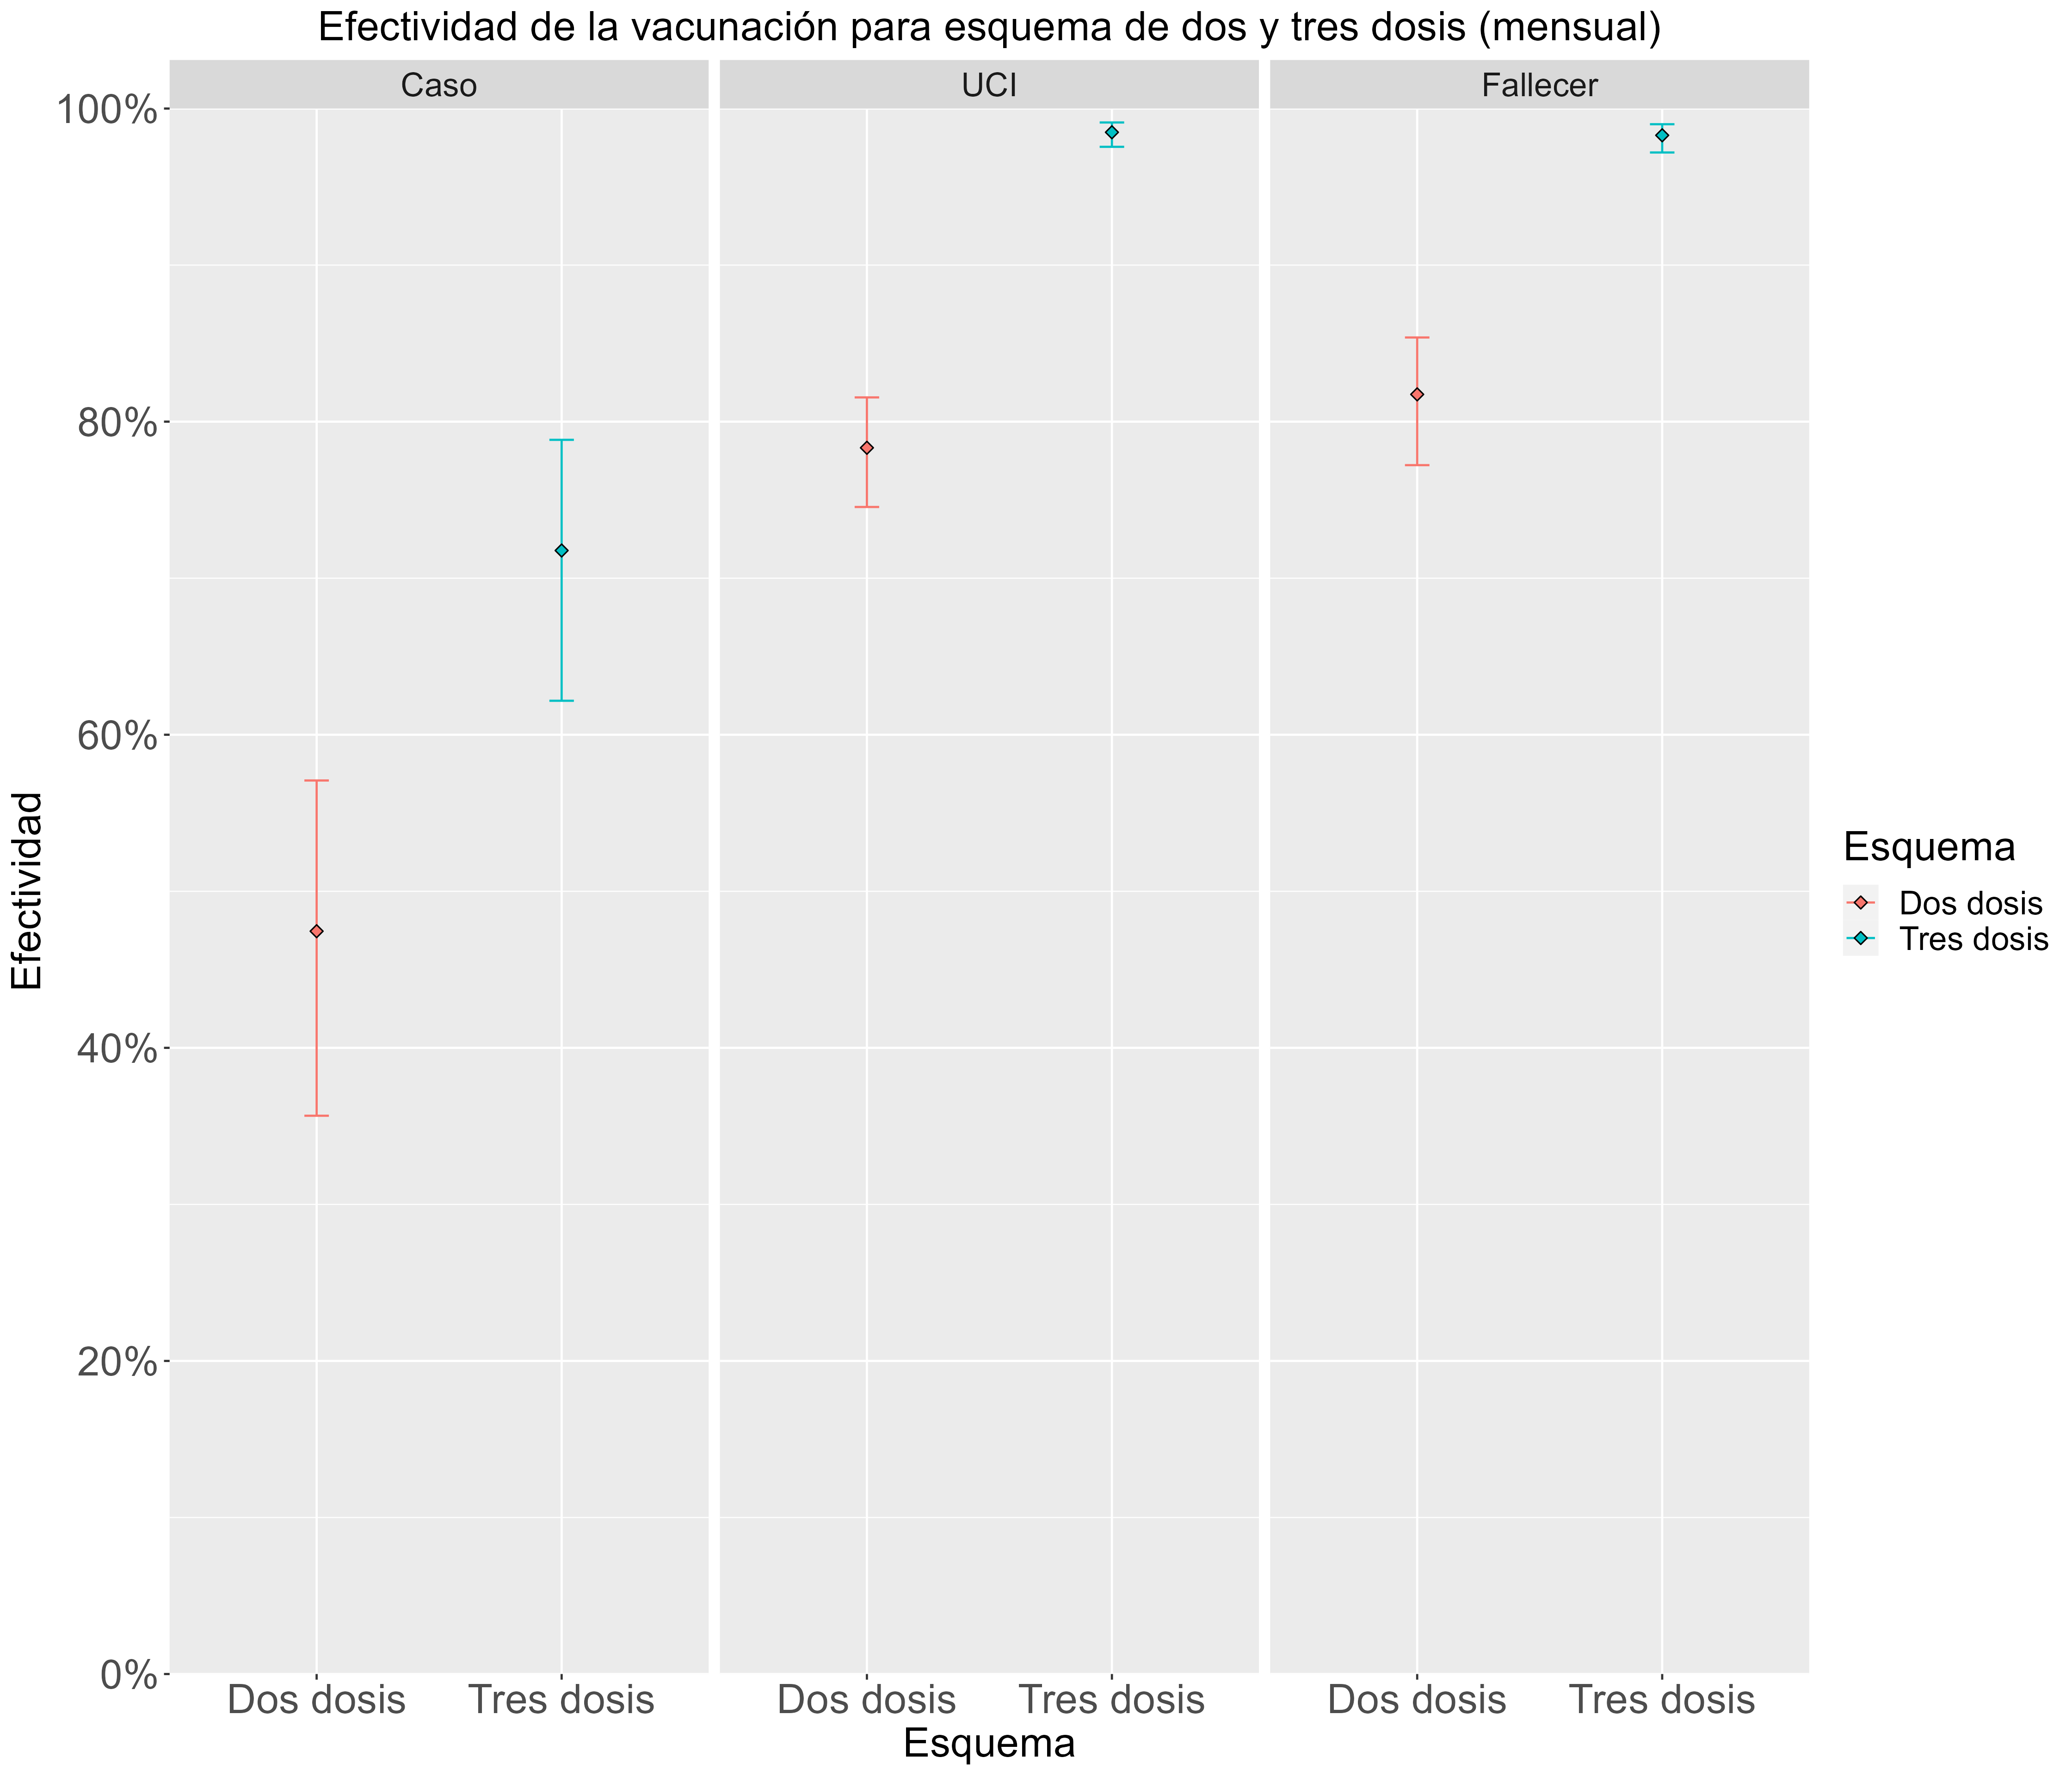 Efectividad de la vacunación para esquema de dos y tres dosis (mensual)
Caso UCI Fallecer
100%
80%
60%
40%
20%
0%
Efectividad
Dos dosis Tres dosis Dos dosis Tres dosis Dos dosis Tres dosis
Esquema
Esquema
Dos dosis
Tres dosis